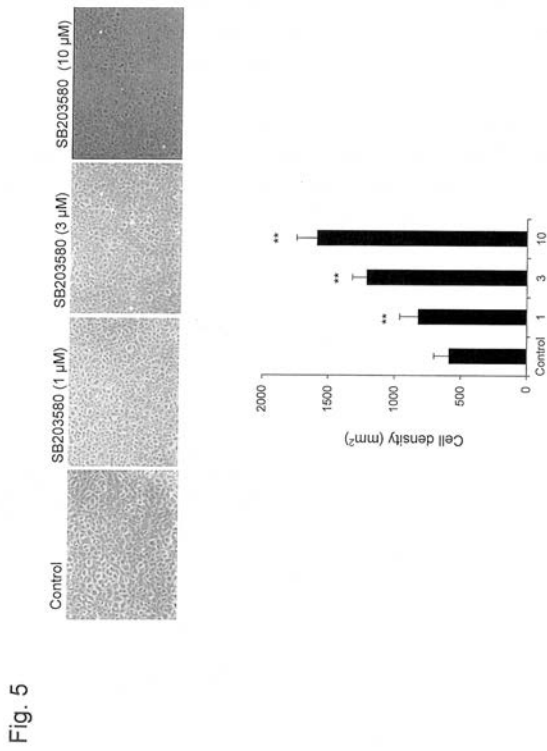 Fig. 5
Control
SB203580 (1 μM)
SB203580 (3 μM)
SB203580 (10 μM)
Cell density (mm²)
2000
1500
1000
500
0
**
**
**
Control
1
3
10